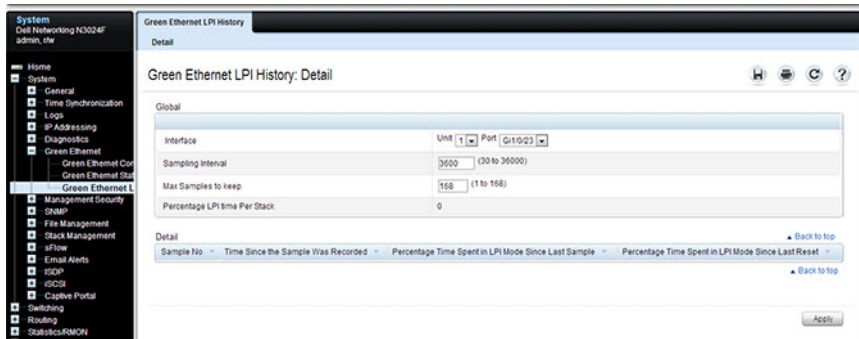 System
Dell Networking N3024F
admin, r/w
Home
System
General
Time Synchronization
Logs
IP Addressing
Diagnostics
Green Ethernet
Green Ethernet Con
Green Ethernet Stat
Green Ethernet L
Management Security
SNMP
File Management
Stack Management
sFlow
Email Alerts
ISDP
iSCSI
Captive Portal
Switching
Routing
Statistics/RMON
Green Ethernet LPI History
Detail
Green Ethernet LPI History: Detail
Global
Interface Unit 1 Port Gi1/0/23
Sampling Interval 3600 (30 to 36000)
Max Samples to keep 168 (1 to 168)
Percentage LPI time Per Stack 0
Detail Back to top
Sample No Time Since the Sample Was Recorded Percentage Time Spent in LPI Mode Since Last Sample Percentage Time Spent in LPI Mode Since Last Reset
Back to top
Apply